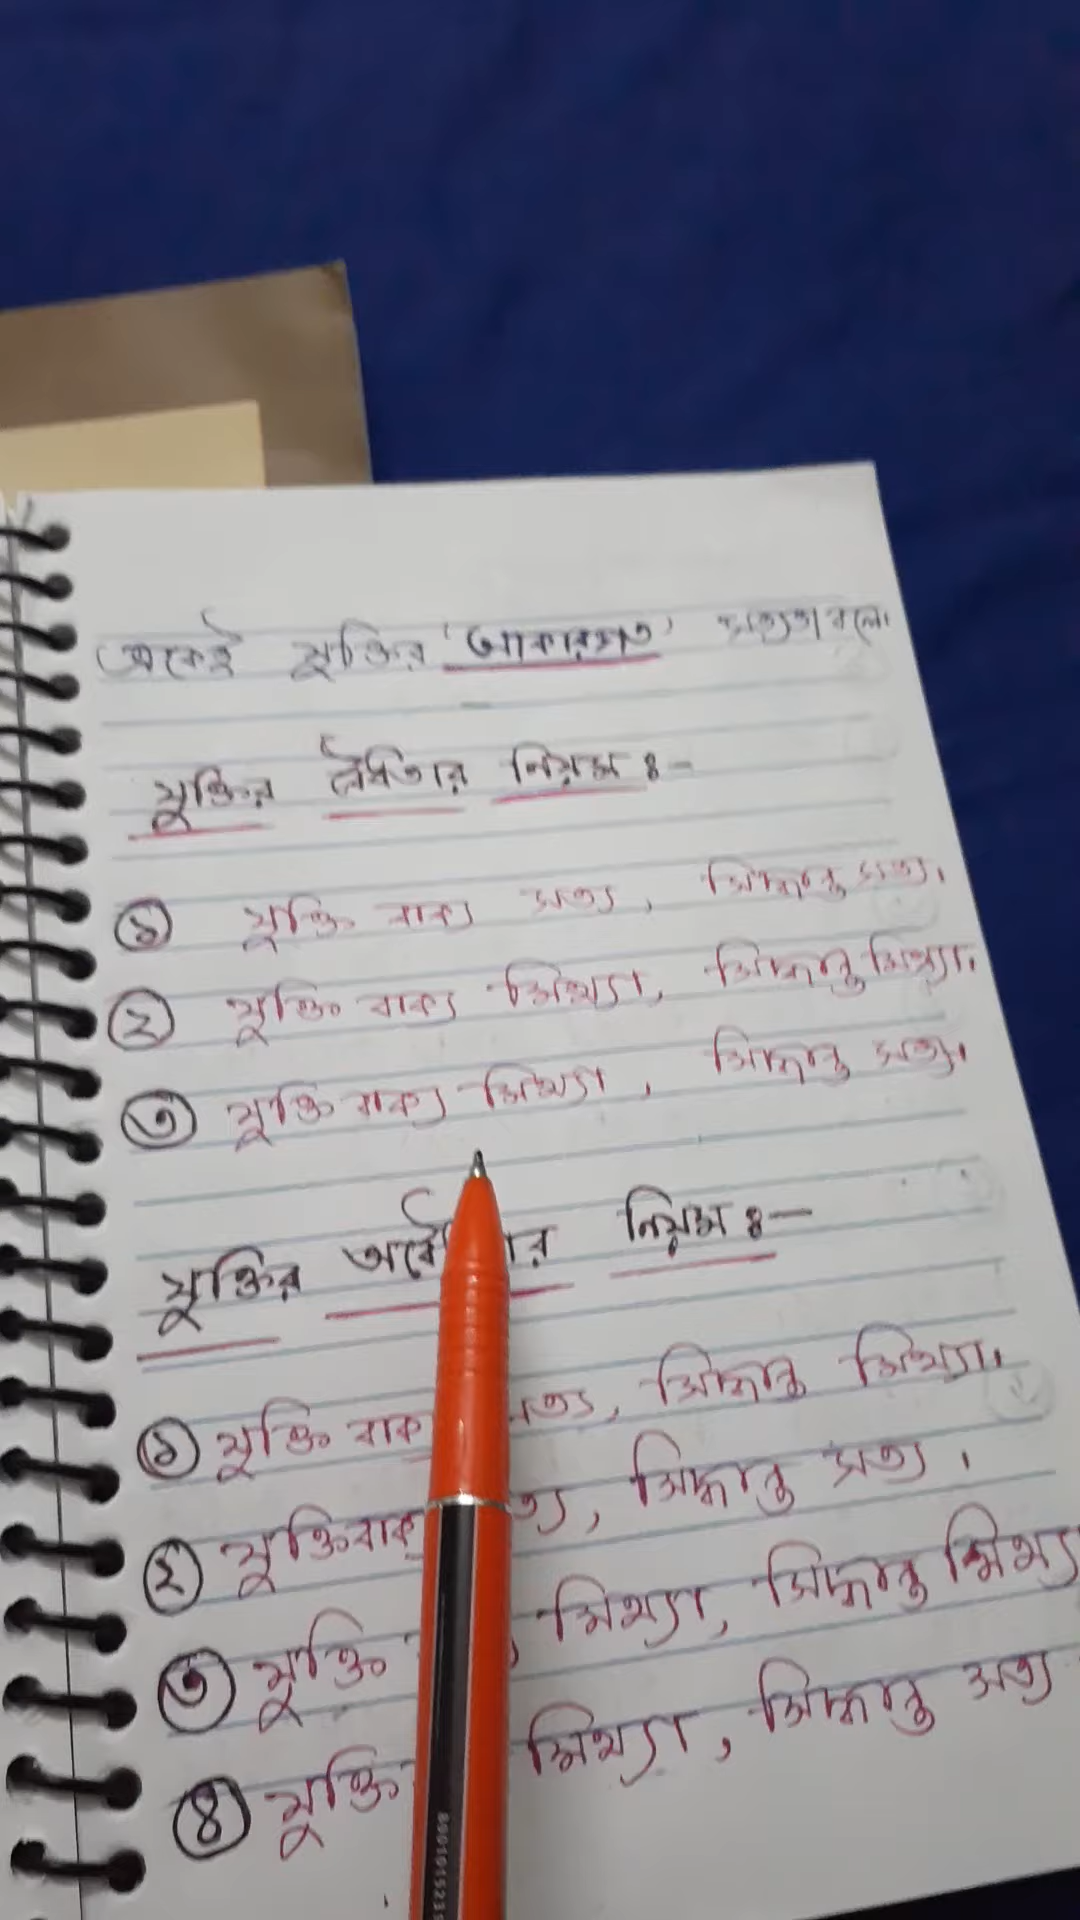 একেই যুক্তির 'আকারগত' সত্যতা বলে।
যুক্তির বৈধতার নিয়ম ঃ-
১ যুক্তি বাক্য সত্য, সিদ্ধান্ত সত্য।
২ যুক্তি বাক্য মিথ্যা, সিদ্ধান্ত মিথ্যা।
৩ যুক্তি বাক্য মিথ্যা, সিদ্ধান্ত সত্য।
যুক্তির নিয়ম ঃ-
১ যুক্তি সিদ্ধান্ত মিথ্যা।
২ যুক্তি সিদ্ধান্ত সত্য।
৩ যুক্তি মিথ্যা, সিদ্ধান্ত
৪ যুক্তি মিথ্যা, সিদ্ধান্ত সত্য